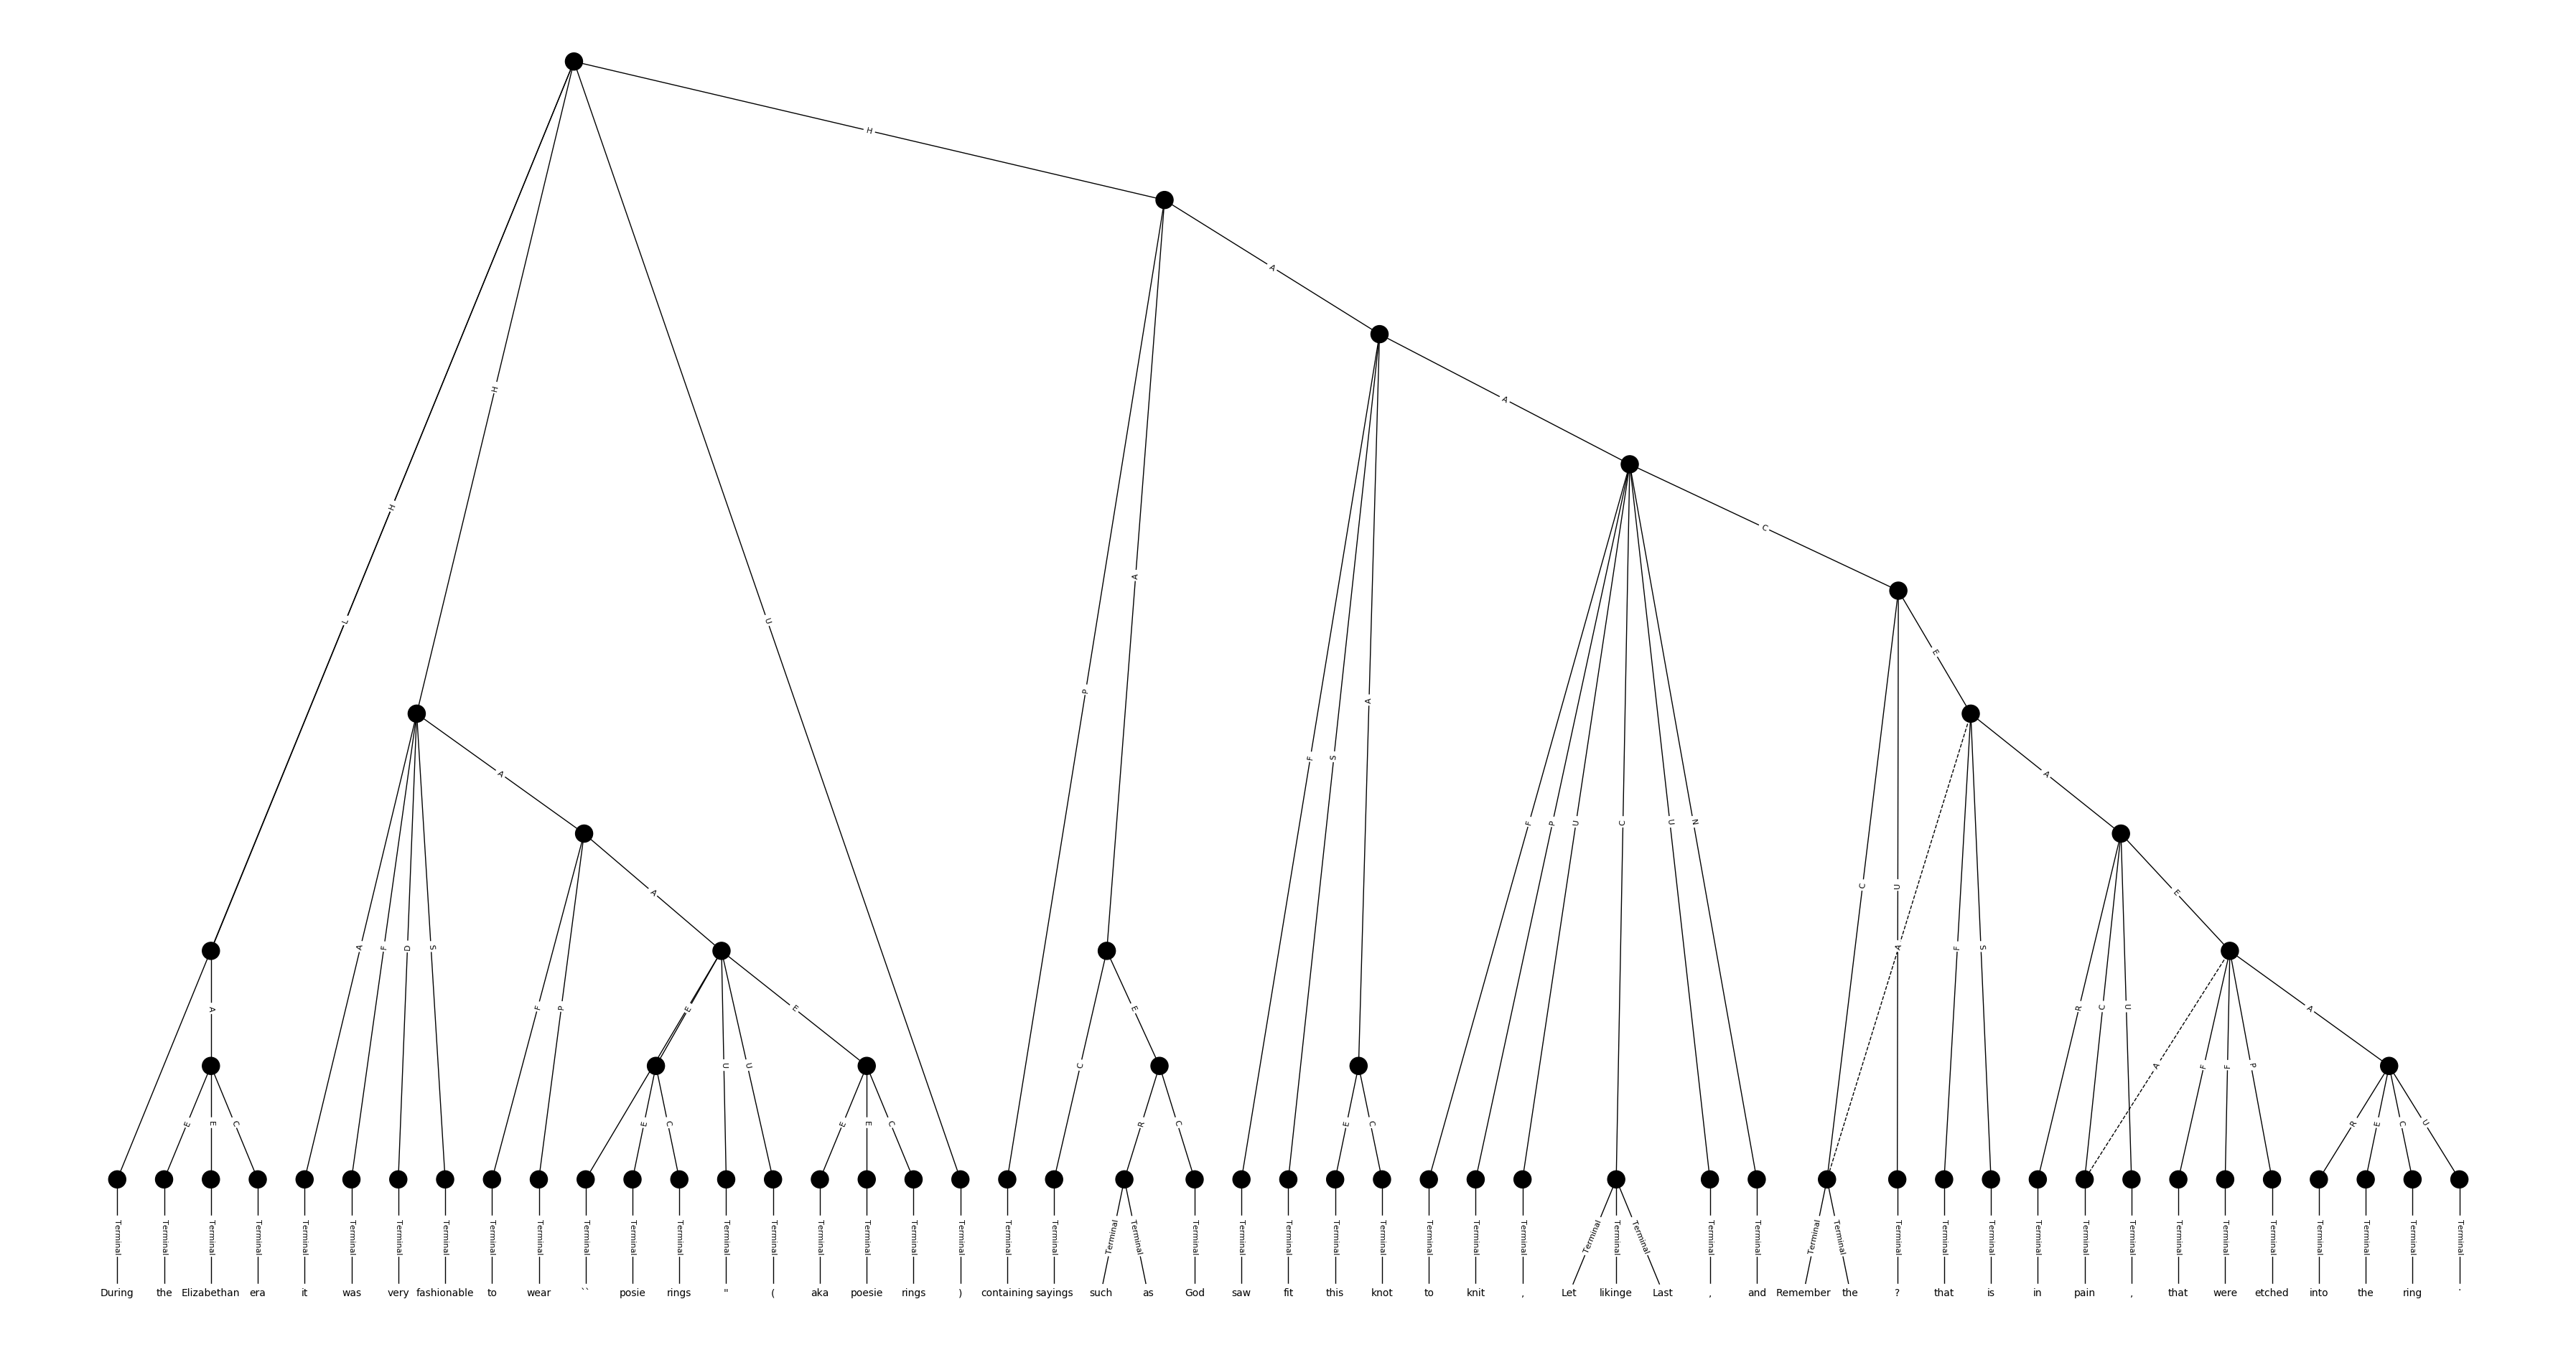 H
H
A
A
H
A
C
L
U
A
E
P
A
F
S
A
A
A
F
P
U
C
U
N
C
U
A
E
A
F
D
S
A
F
S
A
F
P
E
E
C
E
R
C
U
A
E
E
C
U
U
A
F
F
P
E
C
E
E
C
R
C
E
C
R
E
C
U
Terminal Terminal Terminal Terminal Terminal Terminal Terminal Terminal Terminal Terminal Terminal Terminal Terminal Terminal Terminal Terminal Terminal Terminal Terminal Terminal Terminal Terminal Terminal Terminal Terminal Terminal Terminal Terminal Terminal Terminal Terminal Terminal Terminal Terminal Terminal Terminal Terminal Terminal Terminal Terminal Terminal Terminal Terminal Terminal Terminal Terminal Terminal Terminal Terminal Terminal Terminal
During the Elizabethan era it was very fashionable to wear `` posie rings " ( aka poesie rings ) containing sayings such as God saw fit this knot to knit , Let likinge Last , and Remember the ? that is in pain , that were etched into the ring